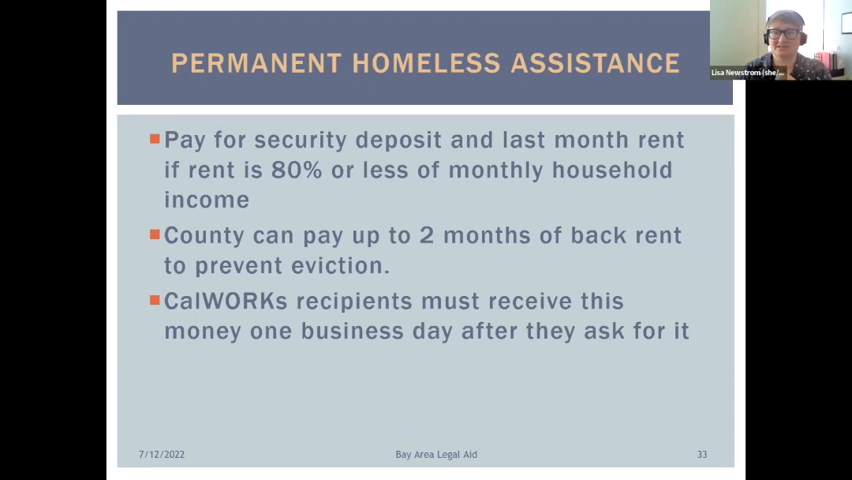 PERMANENT HOMELESS ASSISTANCE
Lisa Newstrom (she/...
Pay for security deposit and last month rent
if rent is 80% or less of monthly household
income
County can pay up to 2 months of back rent
to prevent eviction.
CalWORKs recipients must receive this
money one business day after they ask for it
7/12/2022
Bay Area Legal Aid
33